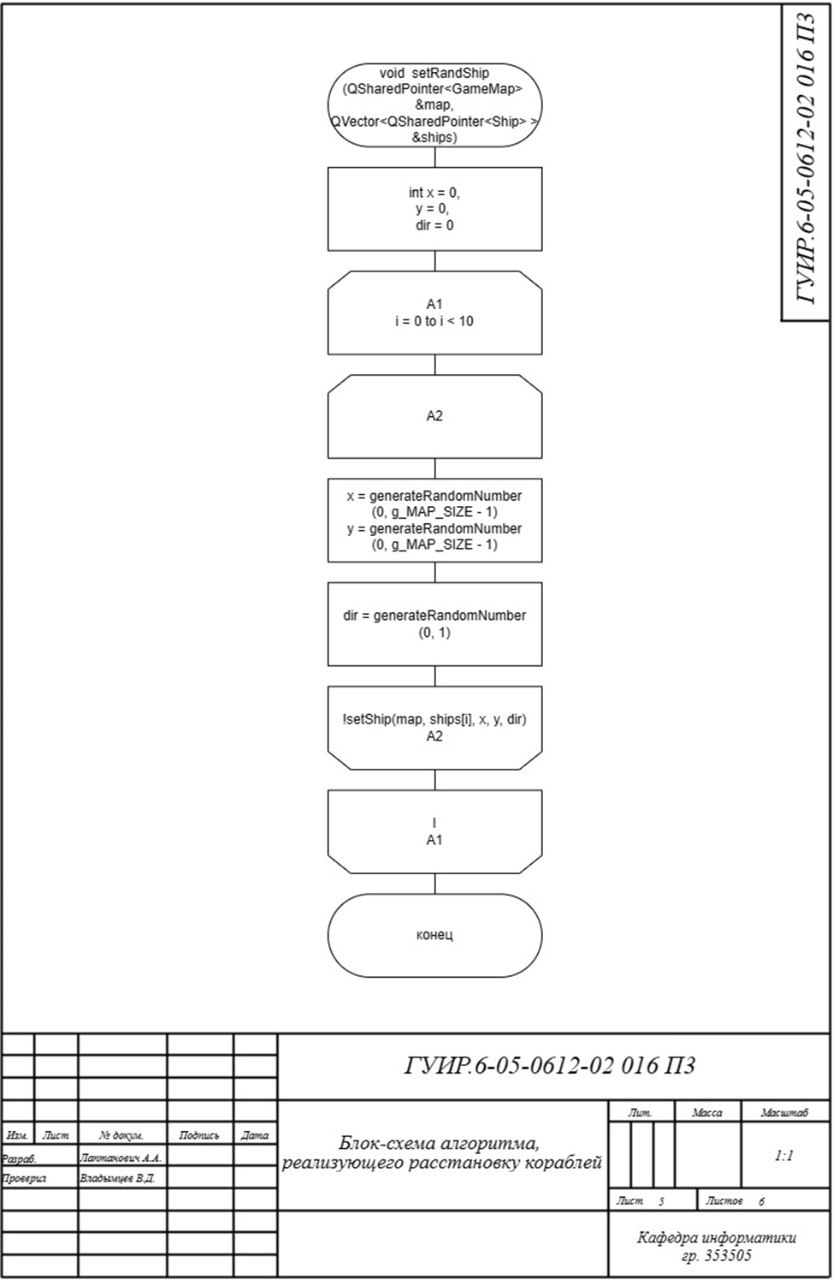 ГУИР.6-05-0612-02 016 ПЗ
void setRandShip
(QSharedPointer<GameMap>
&map,
QVector<QSharedPointer<Ship> >
&ships)
int x = 0,
y = 0,
dir = 0
A1
i = 0 to i < 10
A2
x = generateRandomNumber
(0, g_MAP_SIZE - 1)
y = generateRandomNumber
(0, g_MAP_SIZE - 1)
dir = generateRandomNumber
(0, 1)
!setShip(map, ships[i], x, y, dir)
A2
I
A1
конец
ГУИР.6-05-0612-02 016 ПЗ
Изм. Лист № докум. Подпись Дата
Разраб. Лаптанович А.А.
Проверил Владымцев В.Д.
Блок-схема алгоритма,
реализующего расстановку кораблей
Лит. Масса Масштаб
1:1
Лист 5 Листов 6
Кафедра информатики
гр. 353505